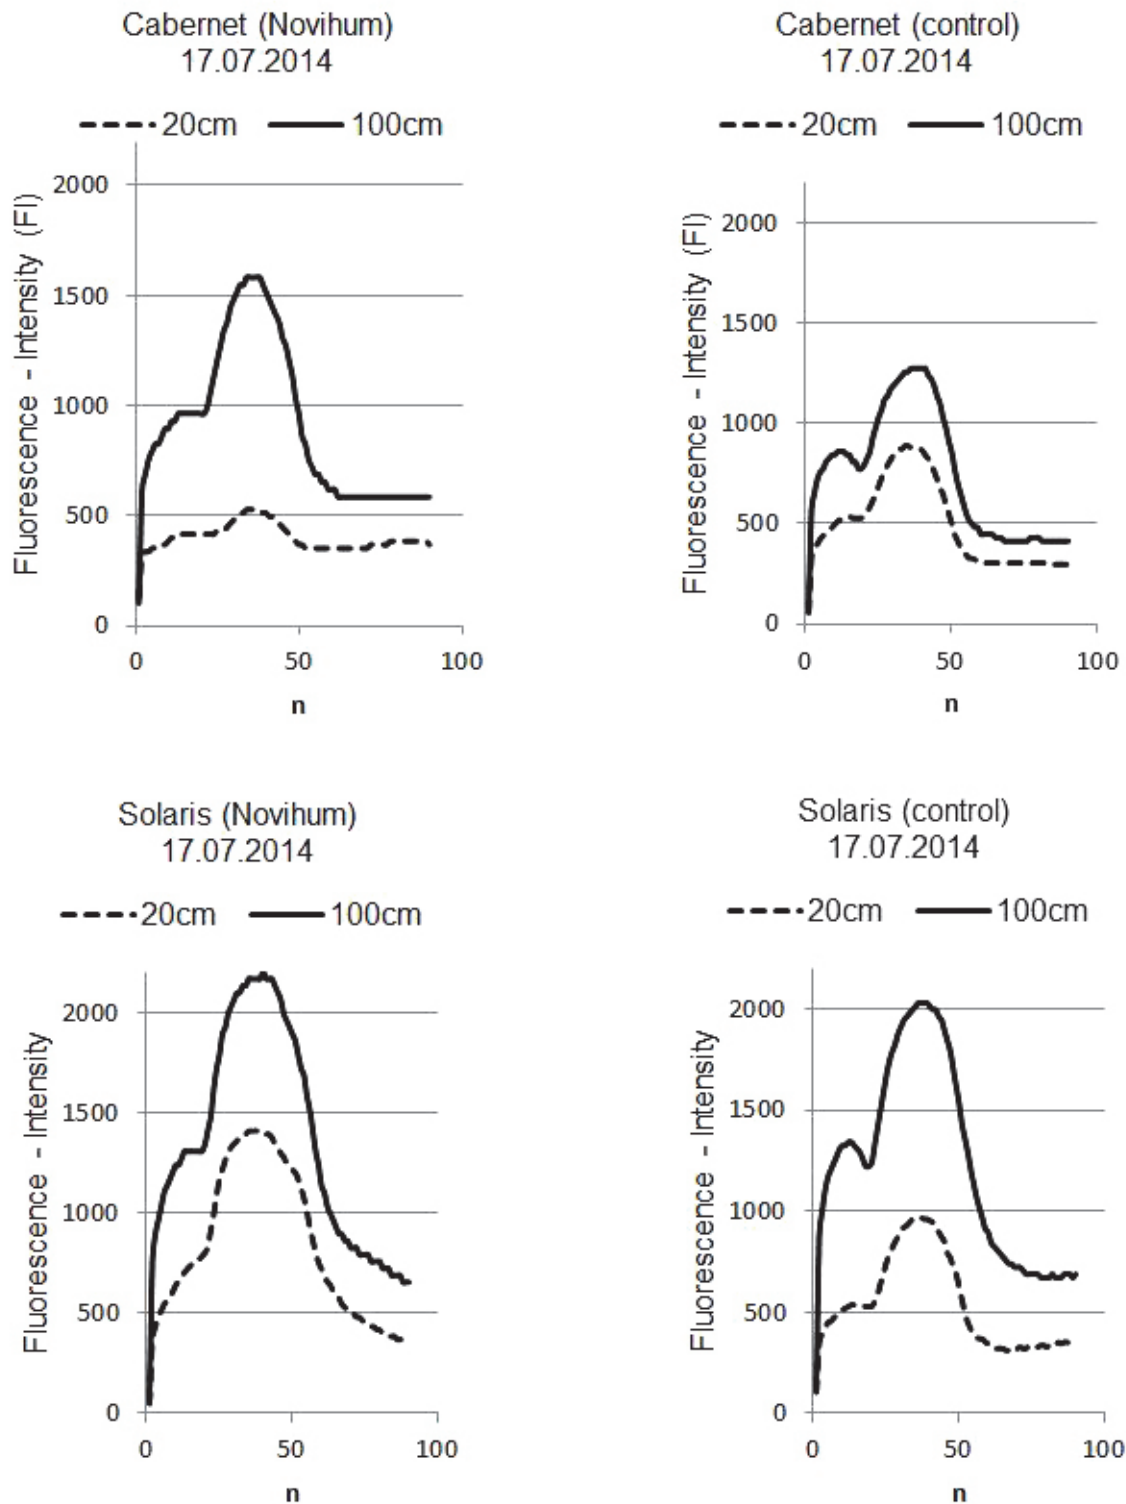 Cabernet (Novihum)
17.07.2014
20cm 100cm
Fluorescence - Intensity (FI)
2000
1500
1000
500
0
0 50 100
n
Cabernet (control)
17.07.2014
20cm 100cm
Fluorescence - Intensity (FI)
2000
1500
1000
500
0
0 50 100
n
Solaris (Novihum)
17.07.2014
20cm 100cm
Fluorescence - Intensity
2000
1500
1000
500
0
0 50 100
n
Solaris (control)
17.07.2014
20cm 100cm
Fluorescence - Intensity
2000
1500
1000
500
0
0 50 100
n